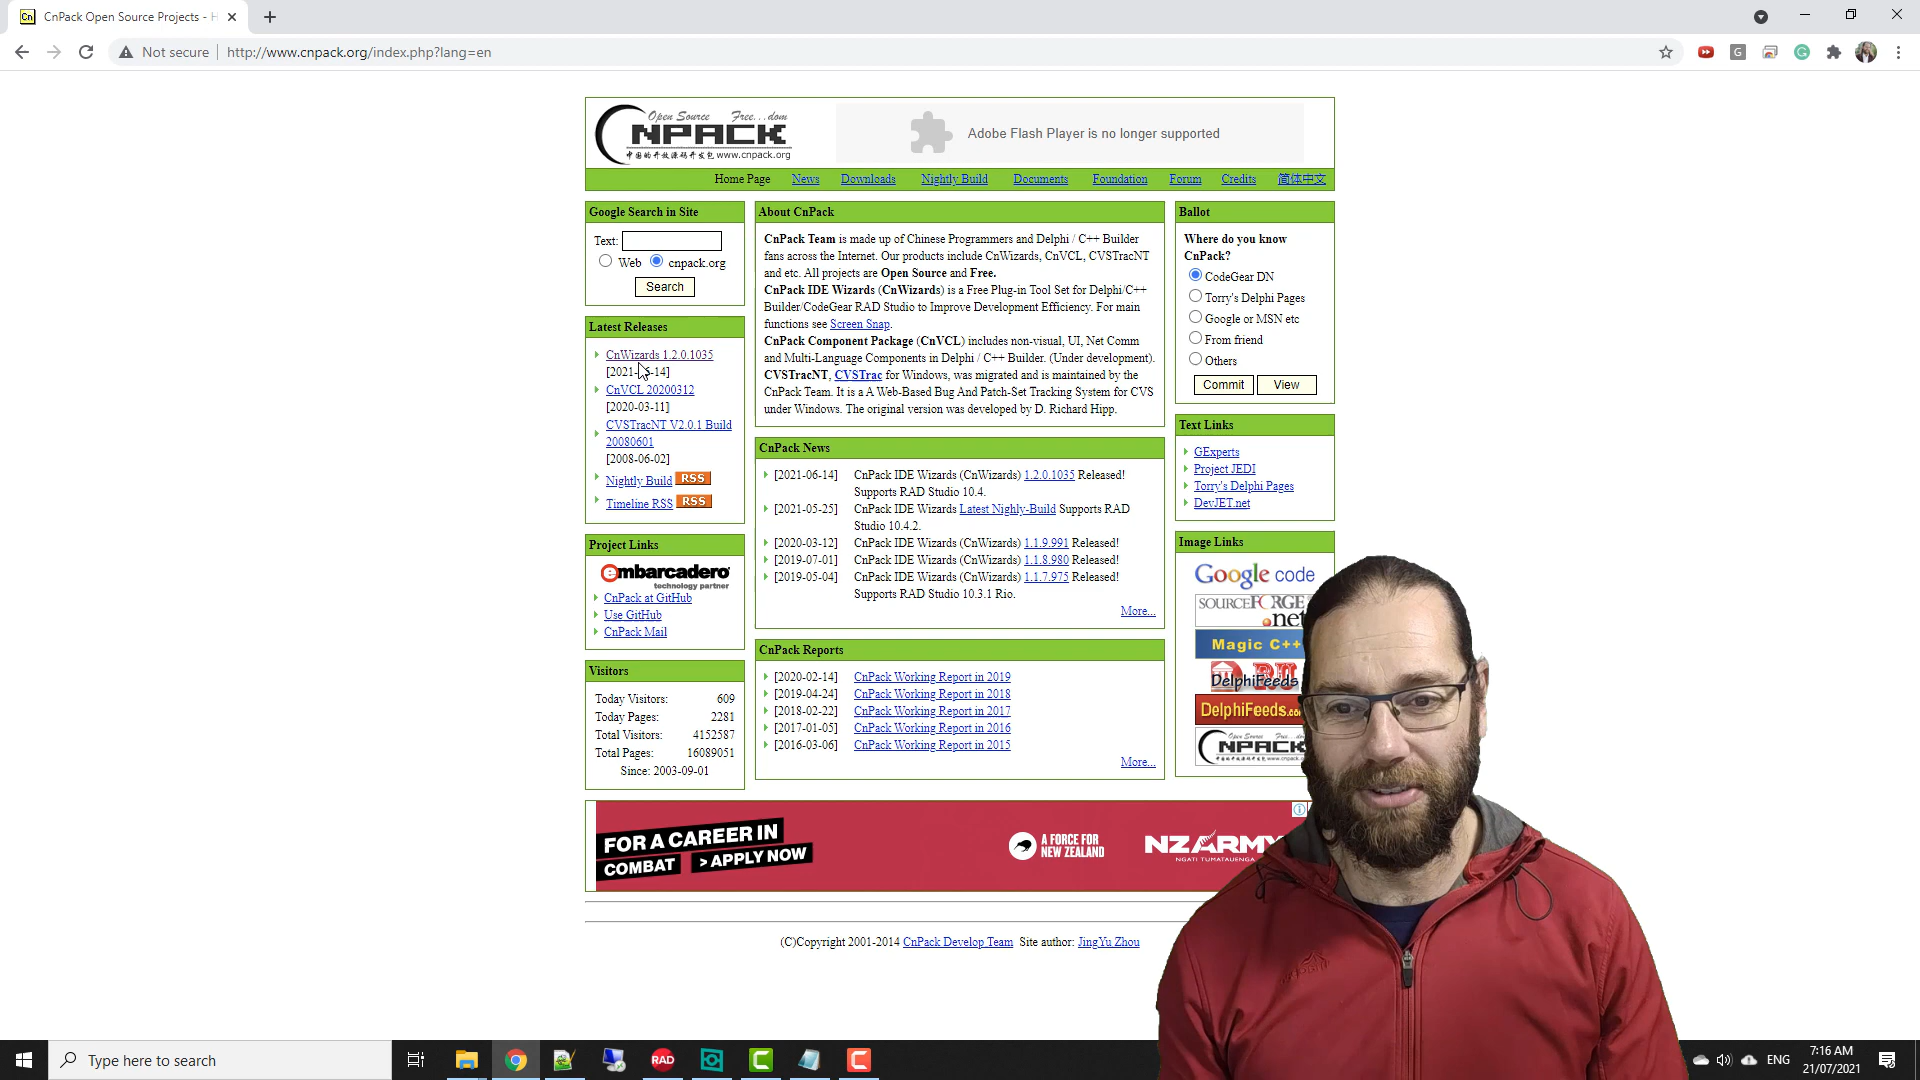 CnPack Open Source Projects - H
Not secure
http://www.cnpack.org/index.php?lang=en
Open Source Free...dom
CNPACK
中国的开放源码开发包 www.cnpack.org
Adobe Flash Player is no longer supported
Home Page News Downloads Nightly Build Documents Foundation Forum Credits 简体中文
Google Search in Site
Text:
Web cnpack.org
Search
Latest Releases
CnWizards 1.2.0.1035
[2021-06-14]
CnVCL 20200312
[2020-03-11]
CVSTracNT V2.0.1 Build
20080601
[2008-06-02]
Nightly Build RSS
Timeline RSS RSS
Project Links
embarcadero
technology partner
CnPack at GitHub
Use GitHub
CnPack Mail
Visitors
Today Visitors: 609
Today Pages: 2281
Total Visitors: 4152587
Total Pages: 16089051
Since: 2003-09-01
About CnPack
CnPack Team is made up of Chinese Programmers and Delphi / C++ Builder
fans across the Internet. Our products include CnWizards, CnVCL, CVSTracNT
and etc. All projects are Open Source and Free.
CnPack IDE Wizards (CnWizards) is a Free Plug-in Tool Set for Delphi/C++
Builder/CodeGear RAD Studio to Improve Development Efficiency. For main
functions see Screen Snap.
CnPack Component Package (CnVCL) includes non-visual, UI, Net Comm
and Multi-Language Components in Delphi / C++ Builder. (Under development).
CVSTracNT, CVSTrac for Windows, was migrated and is maintained by the
CnPack Team. It is a A Web-Based Bug And Patch-Set Tracking System for CVS
under Windows. The original version was developed by D. Richard Hipp.
CnPack News
[2021-06-14] CnPack IDE Wizards (CnWizards) 1.2.0.1035 Released!
Supports RAD Studio 10.4.
[2021-05-25] CnPack IDE Wizards Latest Nighly-Build Supports RAD
Studio 10.4.2.
[2020-03-12] CnPack IDE Wizards (CnWizards) 1.1.9.991 Released!
[2019-07-01] CnPack IDE Wizards (CnWizards) 1.1.8.980 Released!
[2019-05-04] CnPack IDE Wizards (CnWizards) 1.1.7.975 Released!
Supports RAD Studio 10.3.1 Rio.
More...
CnPack Reports
[2020-02-14] CnPack Working Report in 2019
[2019-04-24] CnPack Working Report in 2018
[2018-02-22] CnPack Working Report in 2017
[2017-01-05] CnPack Working Report in 2016
[2016-03-06] CnPack Working Report in 2015
More...
Ballot
Where do you know
CnPack?
CodeGear DN
Torry's Delphi Pages
Google or MSN etc
From friend
Others
Commit View
Text Links
GExperts
Project JEDI
Torry's Delphi Pages
DevJET.net
Image Links
Google code
SOURCEFORGE
.net
Magic C++
DelphiFeeds
DelphiFeeds.co
CNPACK
FOR A CAREER IN
COMBAT > APPLY NOW
A FORCE FOR
NEW ZEALAND
NZARMY
NGATI TUMATAUENGA
(C)Copyright 2001-2014 CnPack Develop Team Site author: JingYu Zhou
Type here to search
RAD
ENG
7:16 AM
21/07/2021